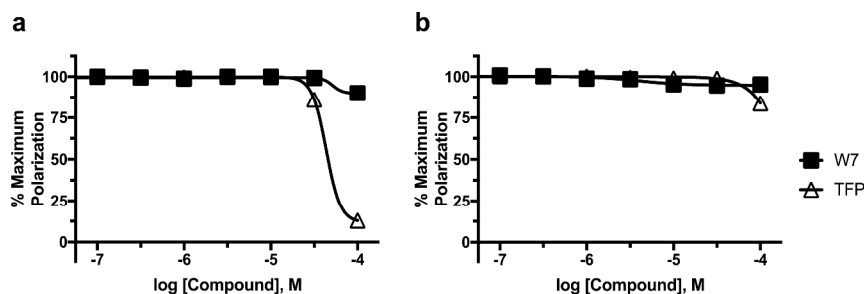 a
% Maximum
Polarization
100
75
50
25
0
-7
-6
-5
-4
log [Compound], M
b
% Maximum
Polarization
100
75
50
25
0
-7
-6
-5
-4
log [Compound], M
W7
TFP